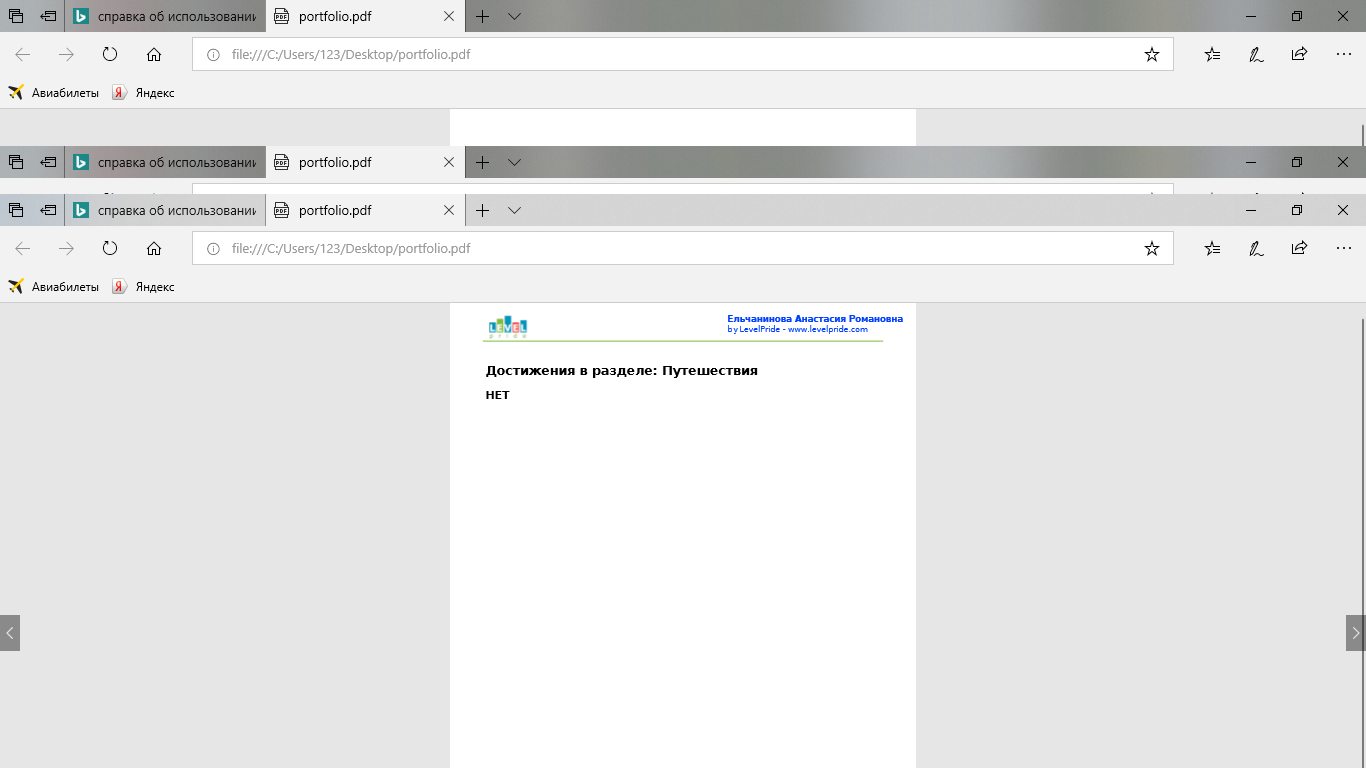 справка об использовании
portfolio.pdf
file:///C:/Users/123/Desktop/portfolio.pdf
Авиабилеты
Яндекс
справка об использовании
portfolio.pdf
справка об использовании
portfolio.pdf
file:///C:/Users/123/Desktop/portfolio.pdf
Авиабилеты
Яндекс
LEVEL
pride
Ельчанинова Анастасия Романовна
by LevelPride - www.levelpride.com
Достижения в разделе: Путешествия
НЕТ